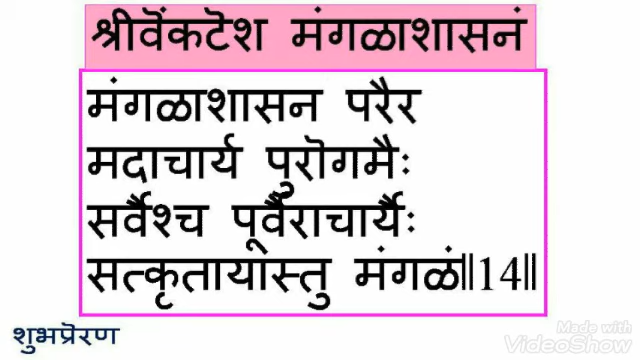 श्रीवॆंकटॆश मंगळाशासनं
मंगळाशासन परैर
मदाचार्य पुरॊगमैः
सर्वैश्च पूर्वैराचार्यैः
सत्कृतायास्तु मंगळं॥14॥
शुभप्रॆरण
Made with
VideoShow